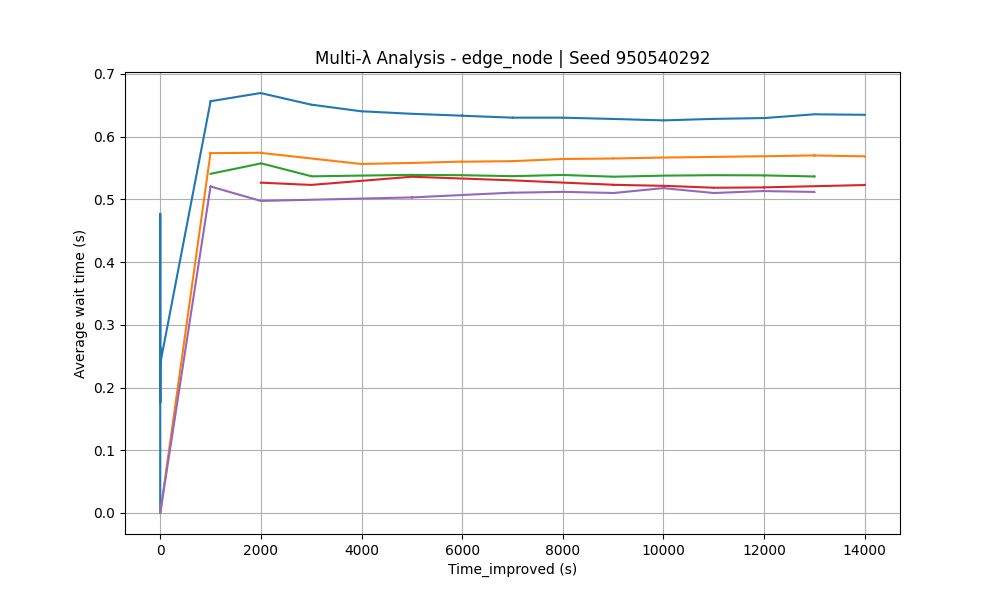 Multi-λ Analysis - edge_node | Seed 950540292
Average wait time (s)
0.7
0.6
0.5
0.4
0.3
0.2
0.1
0.0
0 2000 4000 6000 8000 10000 12000 14000
Time_improved (s)